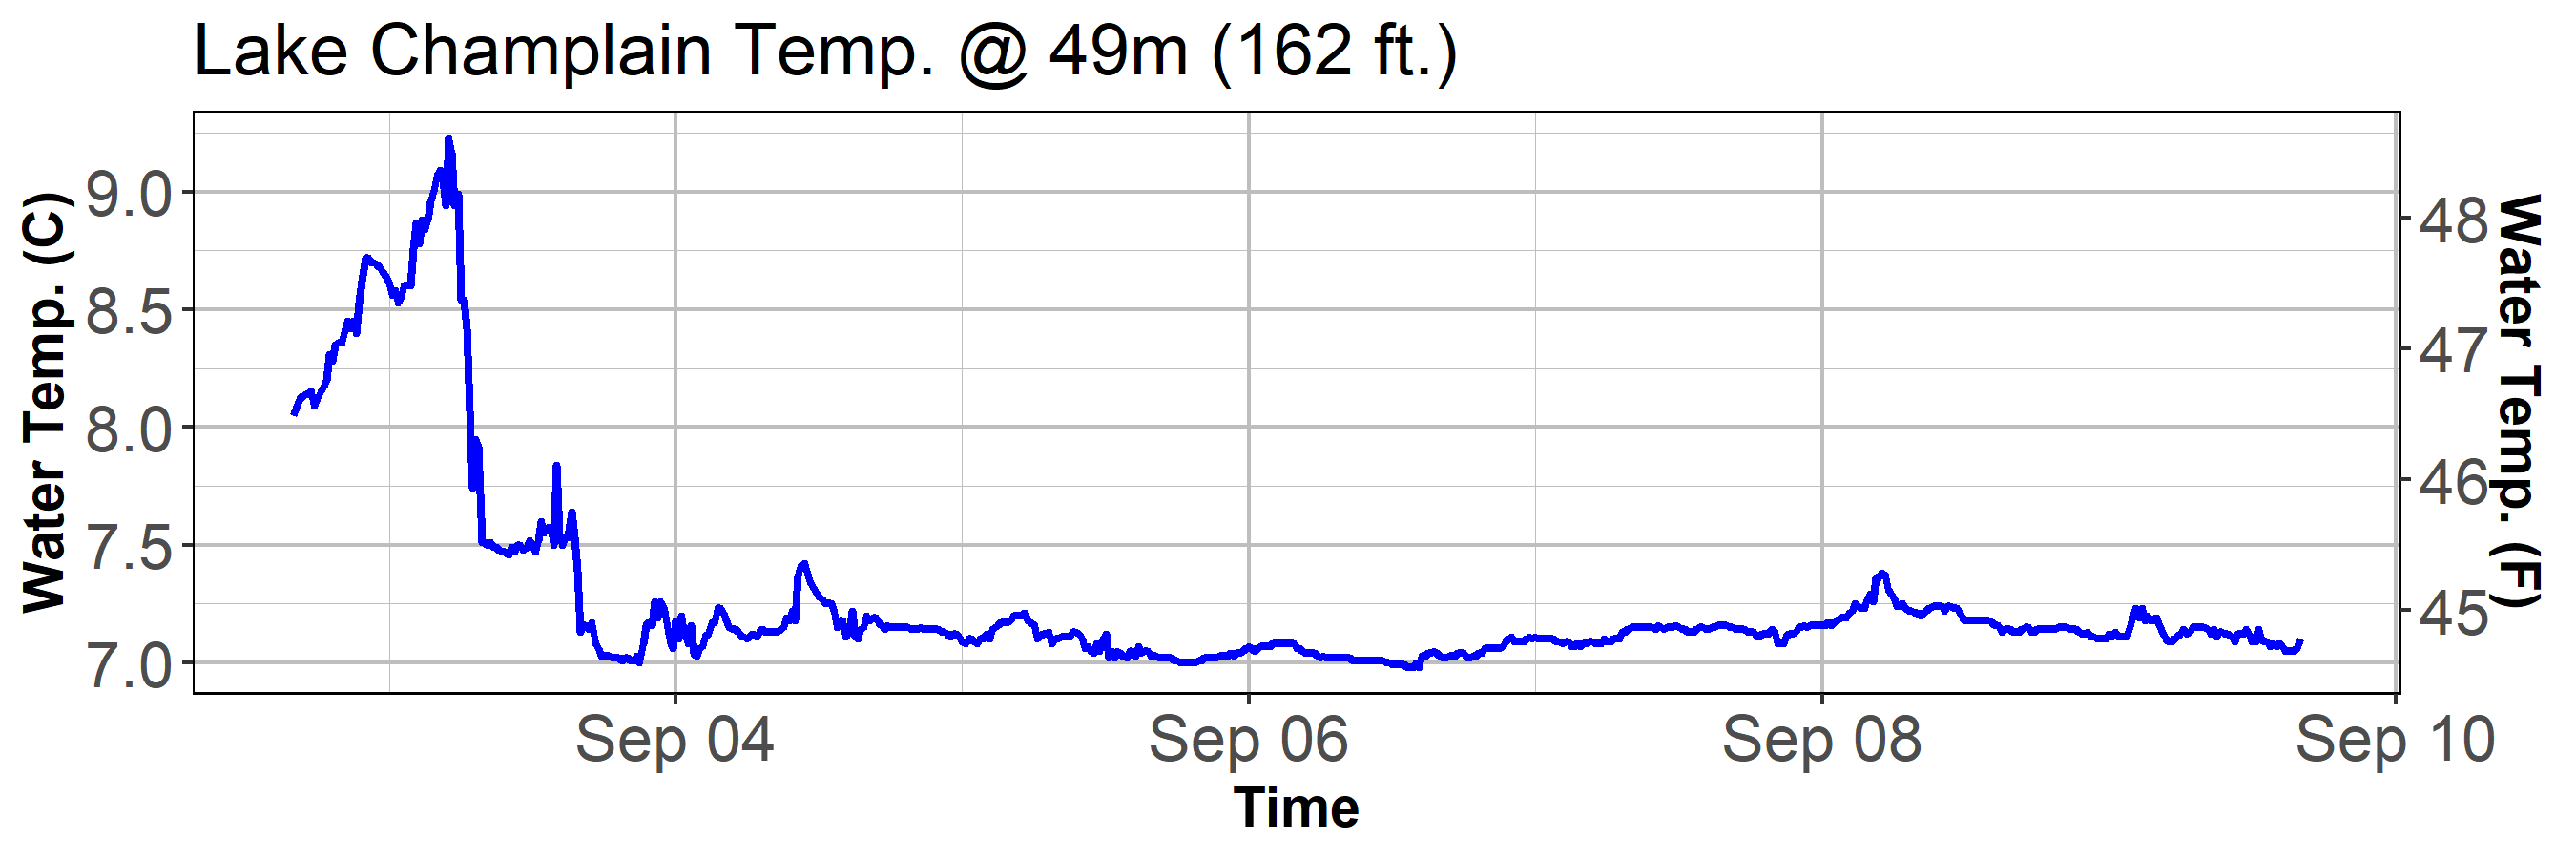 Lake Champlain Temp. @ 49m (162 ft.)
Water Temp. (C)
9.0
8.5
8.0
7.5
7.0
48
47
46
45
Water Temp. (F)
Sep 04
Sep 06
Sep 08
Sep 10
Time